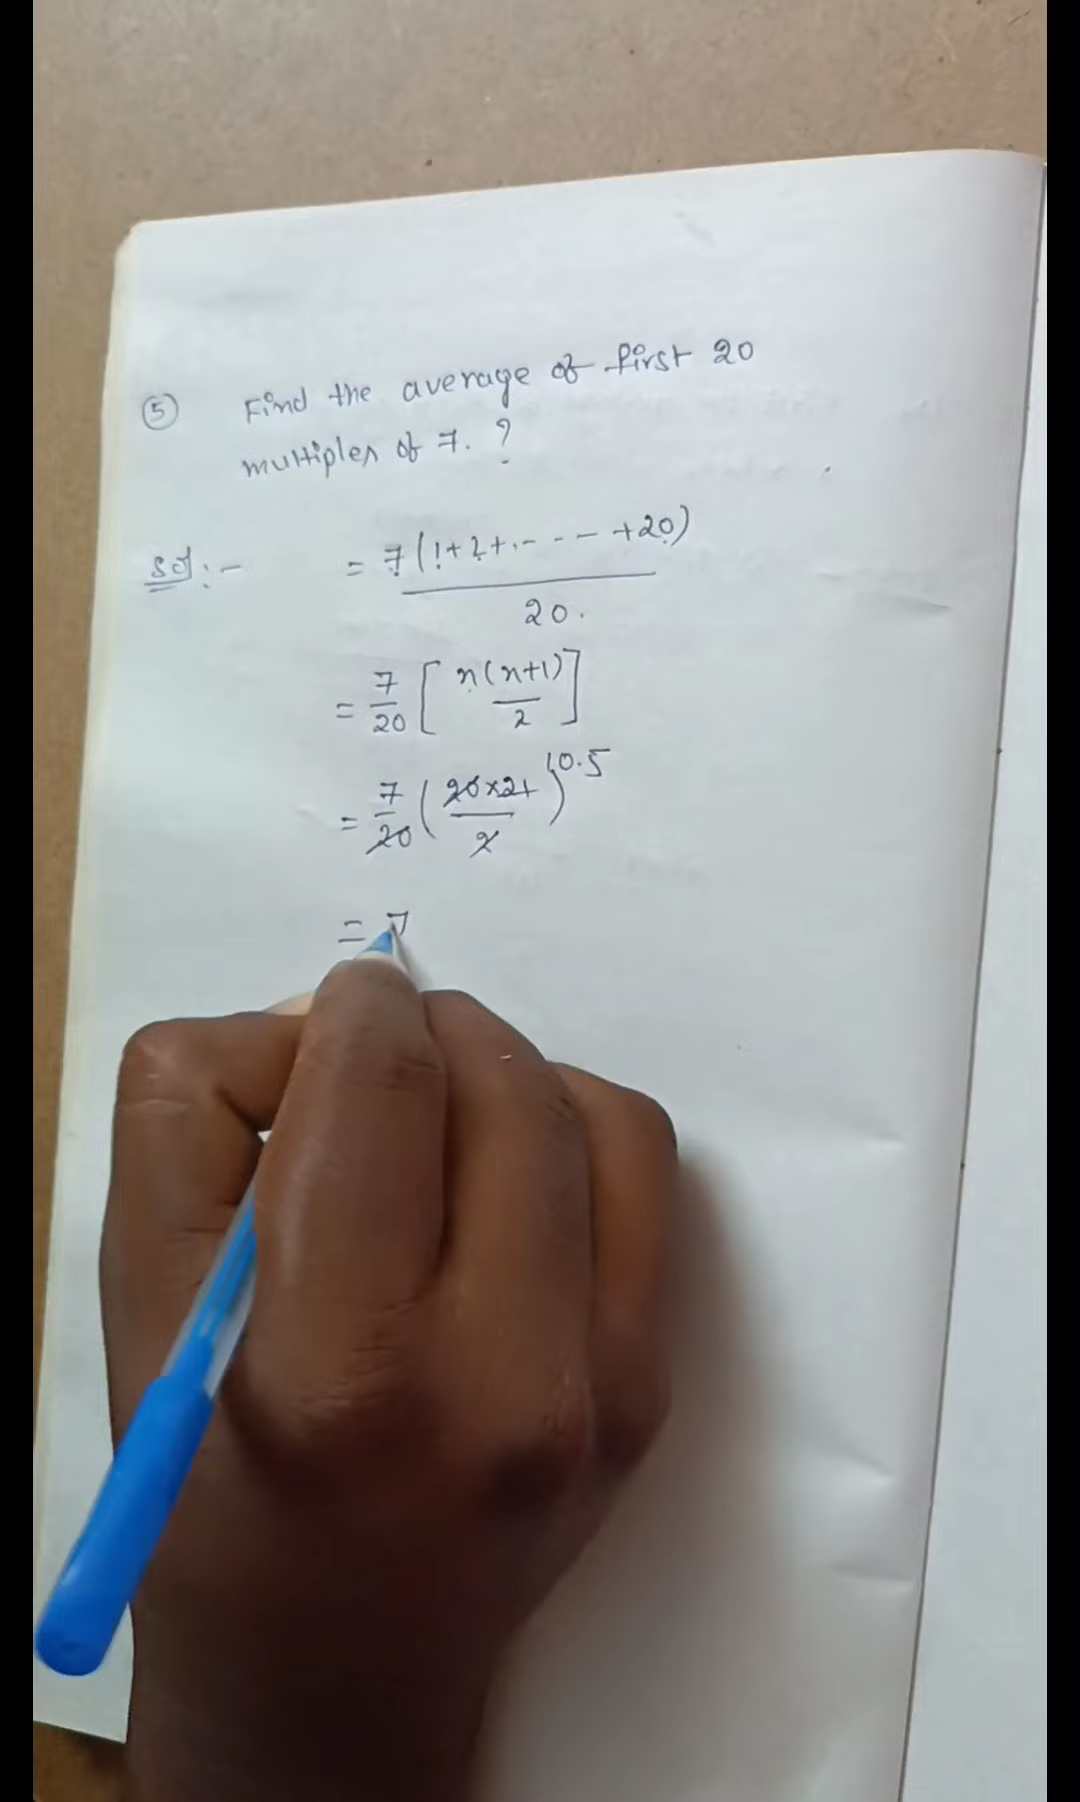 ⑤ Find the average of first 20
multiples of 7. ?
Sol :- = 7(1+2+.- - - - +20)
20.
= 7/20 [n(n+1)/2]
= 7/20 (20×21/2) 10.5
= 7